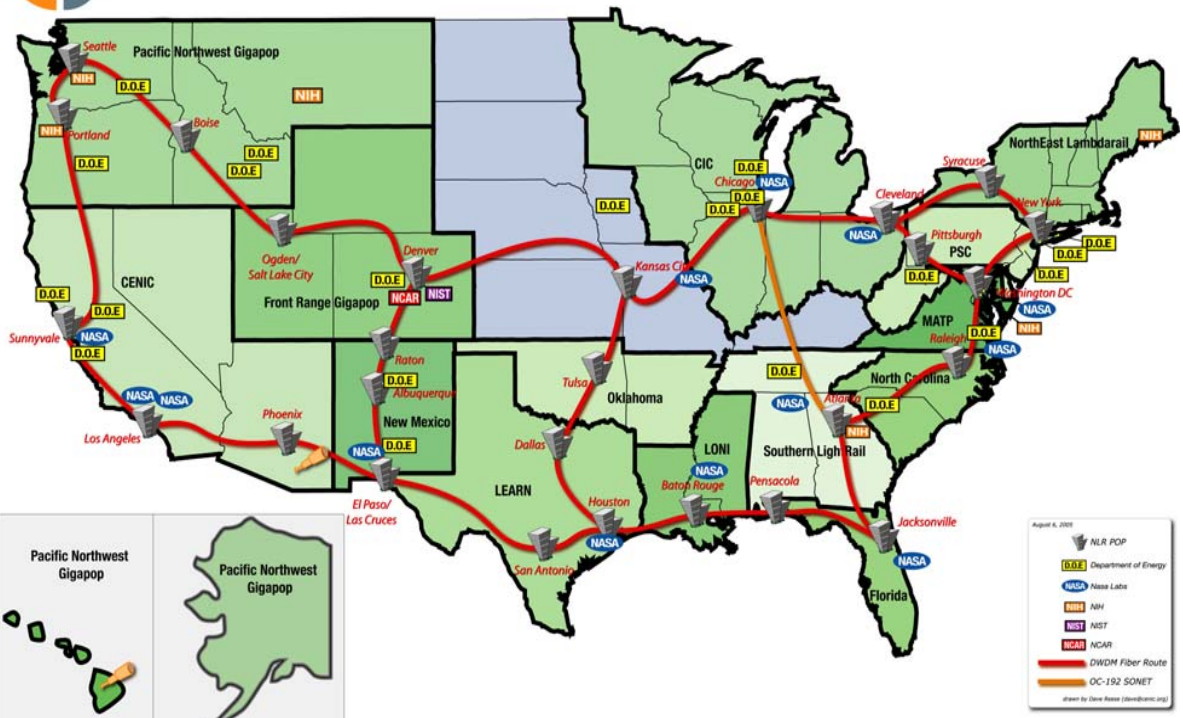 Seattle
Pacific Northwest Gigapop
NIH
D.O.E
NIH
Portland
NIH
Boise
D.O.E
D.O.E
D.O.E
Ogden/
Salt Lake City
Denver
D.O.E
NCAR
NIST
Front Range Gigapop
CENIC
D.O.E
D.O.E
Sunnyvale
NASA
D.O.E
NASA
NASA
Los Angeles
Phoenix
Raton
D.O.E
Albuquerque
New Mexico
NASA
D.O.E
El Paso/
Las Cruces
D.O.E
Kansas City
NASA
Tulsa
Oklahoma
Dallas
LEARN
Houston
NASA
San Antonio
CIC
D.O.E
Chicago
NASA
D.O.E
D.O.E
Cleveland
NASA
Syracuse
NorthEast Lambdarail
NIH
New York
D.O.E
D.O.E
D.O.E
Pittsburgh
PSC
D.O.E
Washington DC
NASA
NIH
MATP
D.O.E
NASA
Raleigh
North Carolina
D.O.E
D.O.E
NASA
Atlanta
NIH
Southern Ligh Rail
LONI
NASA
Baton Rouge
Pensacola
Jacksonville
NASA
Florida
Pacific Northwest
Gigapop
Pacific Northwest
Gigapop
August 6, 2005
NLR POP
D.O.E Department of Energy
NASA Nasa Labs
NIH NIH
NIST NIST
NCAR NCAR
DWDM Fiber Route
OC-192 SONET
drawn by Dave Reese (dave@cenic.org)